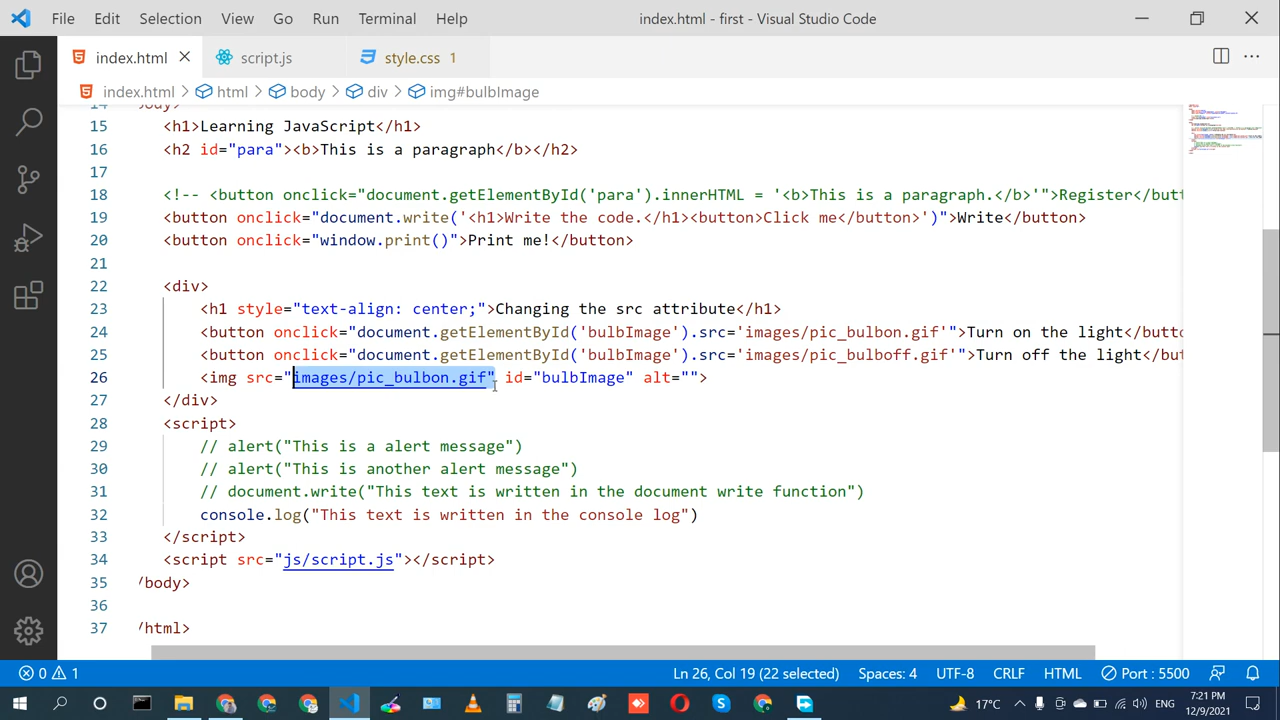 File Edit Selection View Go Run Terminal Help index.html - first - Visual Studio Code
index.html script.js style.css 1
index.html > html > body > div > img#bulbImage
14 body>
15 <h1>Learning JavaScript</h1>
16 <h2 id="para"><b>This is a paragraph</b></h2>
17
18 <!-- <button onclick="document.getElementById('para').innerHTML = '<b>This is a paragraph.</b>'">Register</butt
19 <button onclick="document.write('<h1>Write the code.</h1><button>Click me</button>')">Write</button>
20 <button onclick="window.print()">Print me!</button>
21
22 <div>
23 <h1 style="text-align: center;">Changing the src attribute</h1>
24 <button onclick="document.getElementById('bulbImage').src='images/pic_bulbon.gif'">Turn on the light</butto
25 <button onclick="document.getElementById('bulbImage').src='images/pic_bulboff.gif'">Turn off the light</but
26 <img src="images/pic_bulbon.gif" id="bulbImage" alt="">
27 </div>
28 <script>
29 // alert("This is a alert message")
30 // alert("This is another alert message")
31 // document.write("This text is written in the document write function")
32 console.log("This text is written in the console log")
33 </script>
34 <script src="js/script.js"></script>
35 /body>
36
37 /html>
0 1 Ln 26, Col 19 (22 selected) Spaces: 4 UTF-8 CRLF HTML Port : 5500
17°C ENG 7:21 PM
12/9/2021